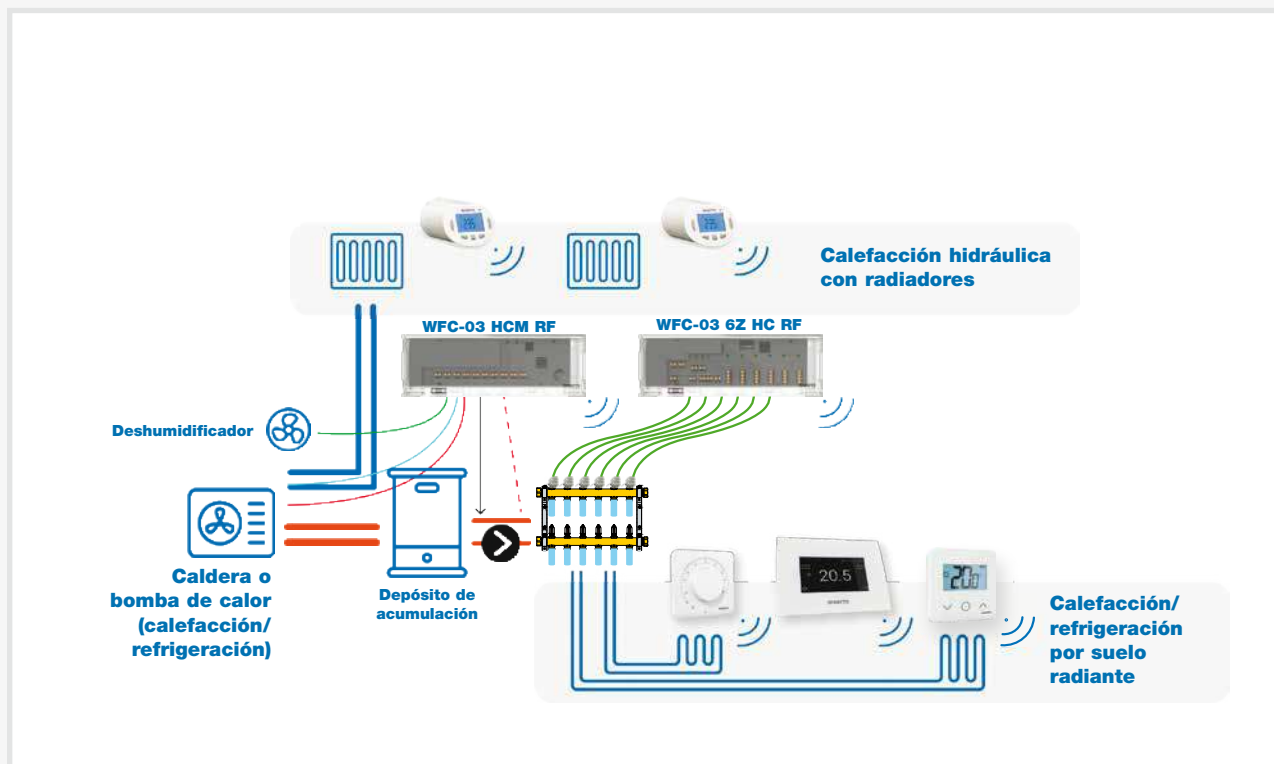 Calefacción hidráulica
con radiadores
WFC-03 HCM RF
WFC-03 6Z HC RF
Deshumidificador
Caldera o
bomba de calor
(calefacción/
refrigeración)
Depósito de
acumulación
20.5
Calefacción/
refrigeración
por suelo
radiante